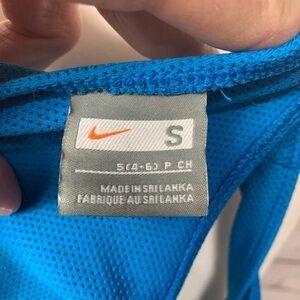 S
S(4-6) P CH
MADE IN SRI LANKA
FABRIQUE AU SRI LANKA